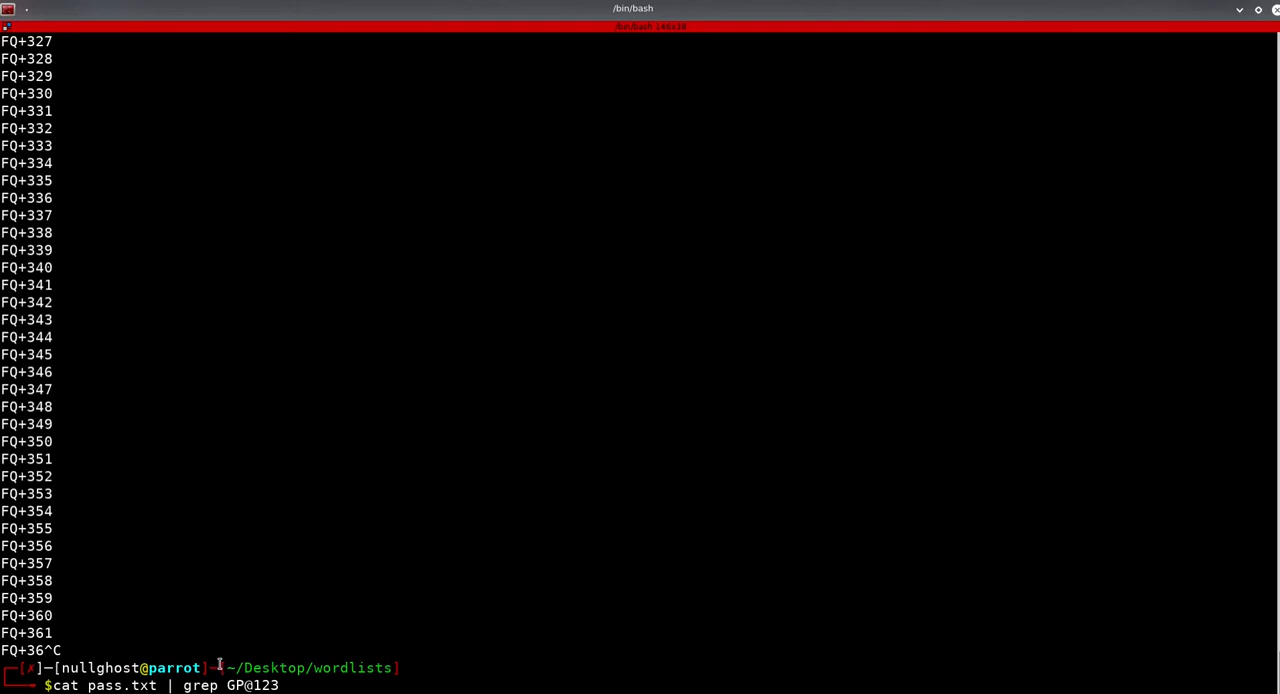 /bin/bash
/bin/bash 146x38
FQ+327
FQ+328
FQ+329
FQ+330
FQ+331
FQ+332
FQ+333
FQ+334
FQ+335
FQ+336
FQ+337
FQ+338
FQ+339
FQ+340
FQ+341
FQ+342
FQ+343
FQ+344
FQ+345
FQ+346
FQ+347
FQ+348
FQ+349
FQ+350
FQ+351
FQ+352
FQ+353
FQ+354
FQ+355
FQ+356
FQ+357
FQ+358
FQ+359
FQ+360
FQ+361
FQ+36^C
┌─[✗]─[nullghost@parrot]─[~/Desktop/wordlists]
└──╼ $cat pass.txt | grep GP@123